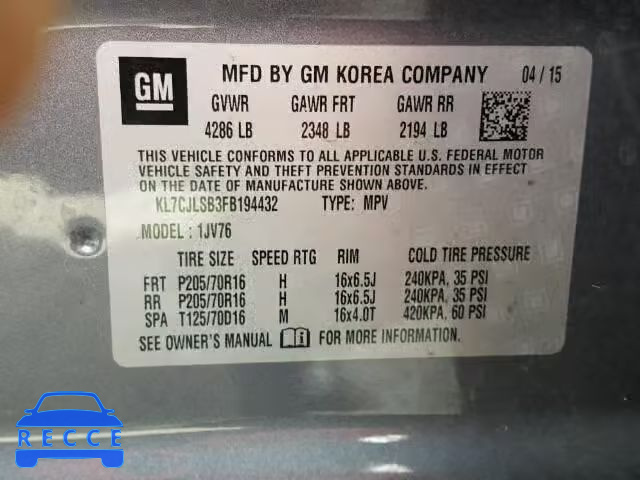 GM
MFD BY GM KOREA COMPANY 04/15
GVWR GAWR FRT GAWR RR
4286 LB 2348 LB 2194 LB
THIS VEHICLE CONFORMS TO ALL APPLICABLE U.S. FEDERAL MOTOR
VEHICLE SAFETY AND THEFT PREVENTION STANDARDS IN EFFECT
ON THE DATE OF MANUFACTURE SHOWN ABOVE.
KL7CJLSB3FB194432 TYPE: MPV
MODEL : 1JV76
TIRE SIZE SPEED RTG RIM COLD TIRE PRESSURE
FRT P205/70R16 H 16x6.5J 240KPA, 35 PSI
RR P205/70R16 H 16x6.5J 240KPA, 35 PSI
SPA T125/70D16 M 16x4.0T 420KPA, 60 PSI
SEE OWNER'S MANUAL FOR MORE INFORMATION.
RECCE